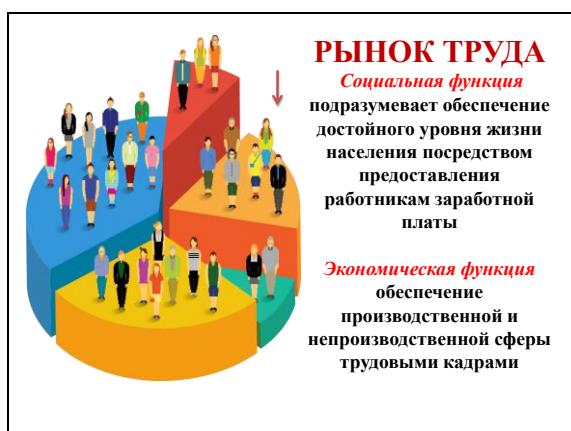 РЫНОК ТРУДА
Социальная функция
подразумевает обеспечение
достойного уровня жизни
населения посредством
предоставления
работникам заработной
платы
Экономическая функция
обеспечение
производственной и
непроизводственной сферы
трудовыми кадрами